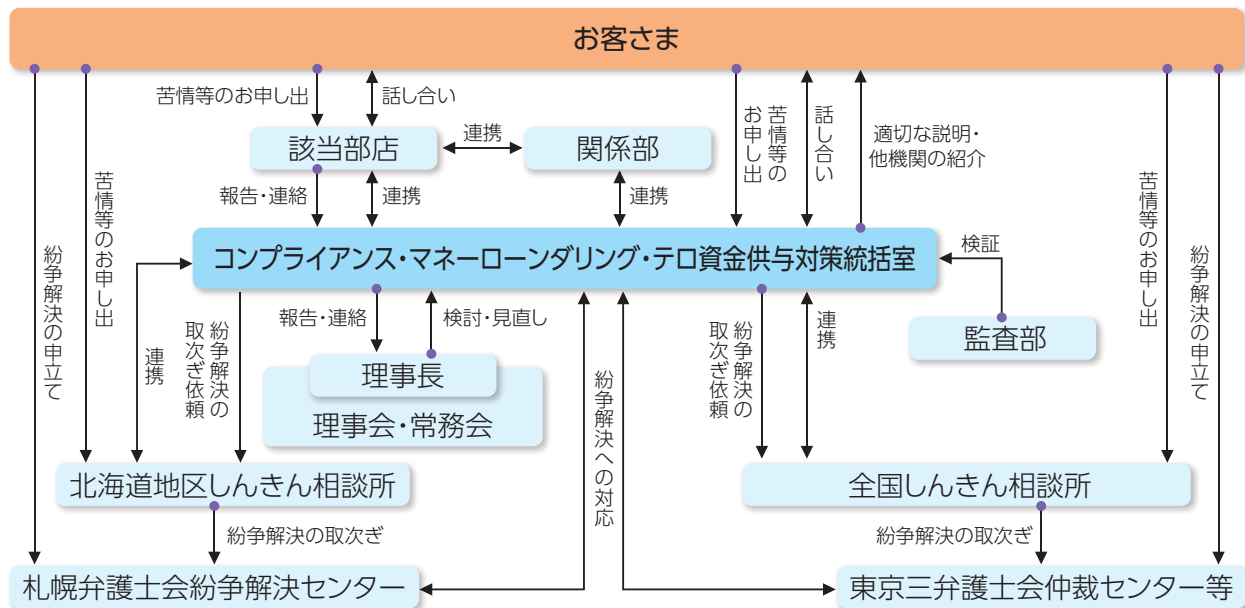 お客さま
苦情等のお申し出
話し合い
該当部店
連携
関係部
報告・連絡
連携
連携
苦情等の
お申し出
話し合い
適切な説明・
他機関の紹介
紛争解決の申立て
苦情等のお申し出
コンプライアンス・マネーローンダリング・テロ資金供与対策統括室
検証
監査部
苦情等のお申し出
紛争解決の申立て
連携
紛争解決の
取次ぎ依頼
報告・連絡
検討・見直し
理事長
理事会・常務会
紛争解決への対応
紛争解決の
取次ぎ依頼
連携
北海道地区しんきん相談所
全国しんきん相談所
紛争解決の取次ぎ
紛争解決の取次ぎ
札幌弁護士会紛争解決センター
東京三弁護士会仲裁センター等